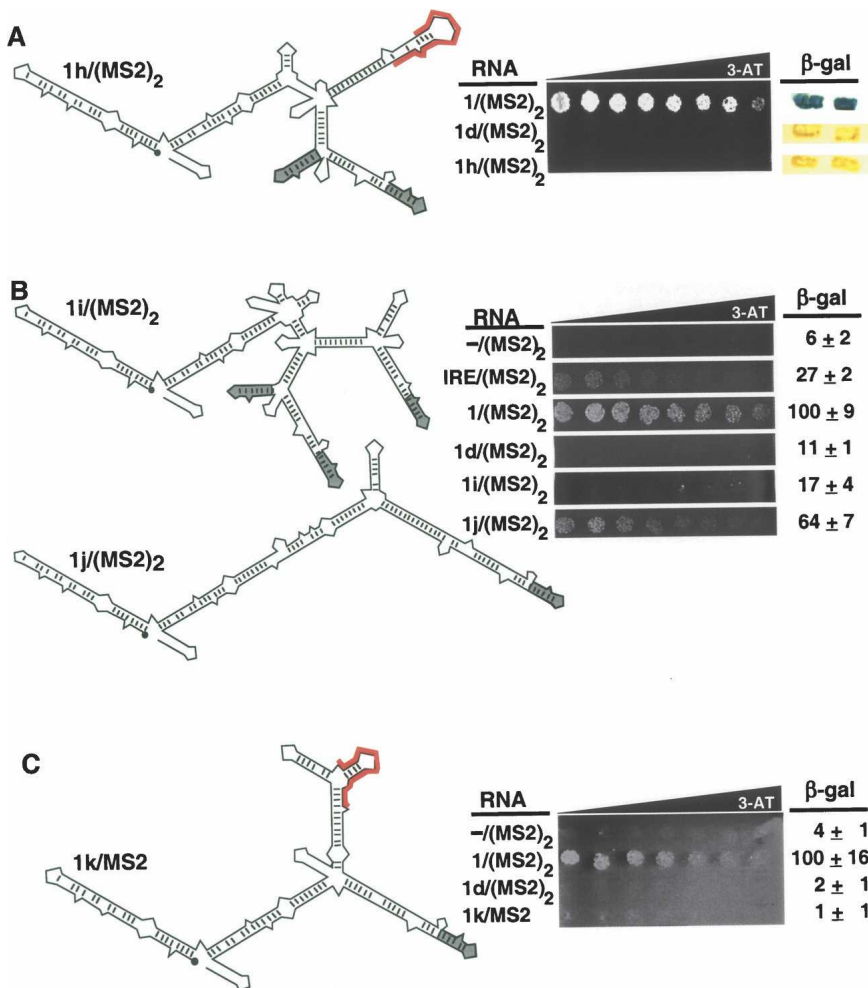 A
1h/(MS2)2
RNA
3-AT
β-gal
1/(MS2)2
1d/(MS2)2
1h/(MS2)2
B
1i/(MS2)2
RNA
3-AT
β-gal
–/(MS2)2
6 ± 2
IRE/(MS2)2
27 ± 2
1/(MS2)2
100 ± 9
1d/(MS2)2
11 ± 1
1i/(MS2)2
17 ± 4
1j/(MS2)2
64 ± 7
1j/(MS2)2
C
1k/MS2
RNA
3-AT
β-gal
–/(MS2)2
4 ± 1
1/(MS2)2
100 ± 16
1d/(MS2)2
2 ± 1
1k/MS2
1 ± 1